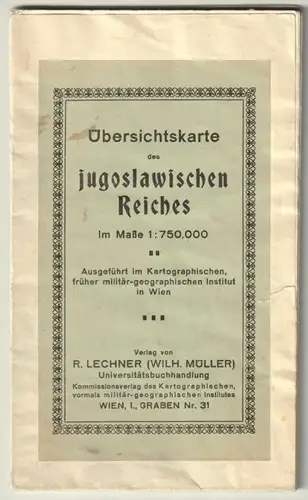 Übersichtskarte
des
jugoslawischen
Reiches
Im Maße 1:750.000
Ausgeführt im Kartographischen,
früher militär-geographischen Institut
in Wien
Verlag von
R. LECHNER (WILH. MÜLLER)
Universitätsbuchhandlung
Kommissionsverlag des Kartographischen,
vormals militär-geographischen Institutes
WIEN, I., GRABEN Nr. 31